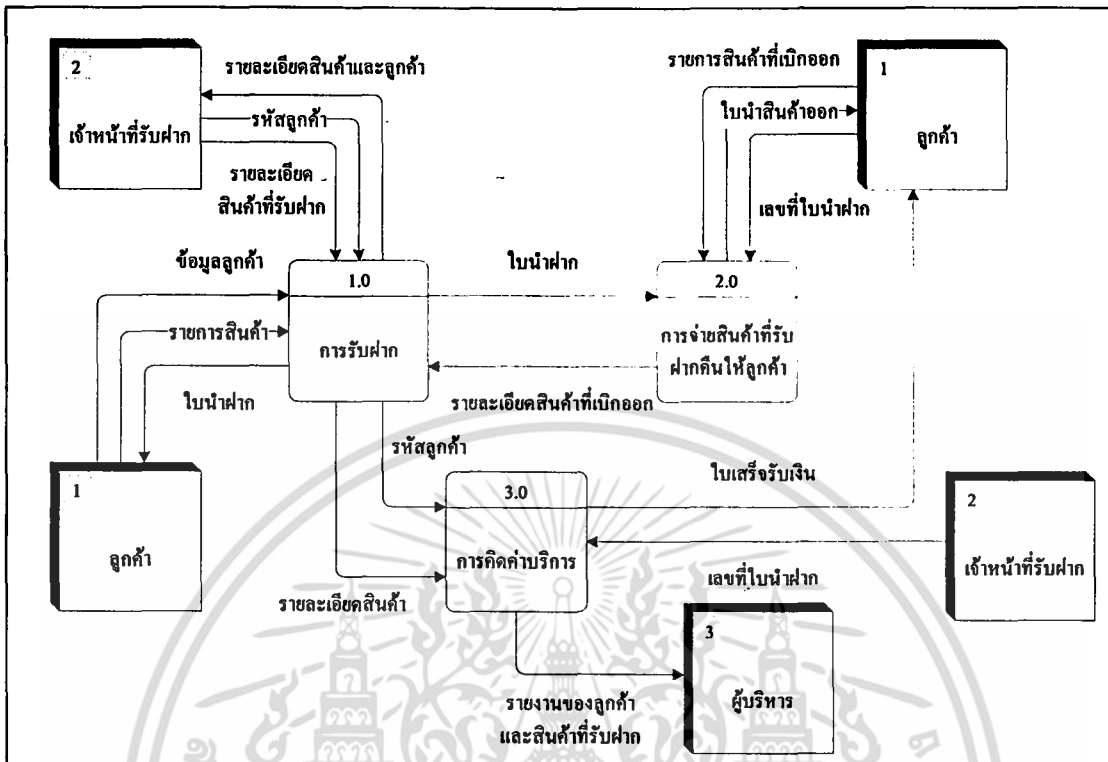 2
เจ้าหน้าที่รับฝาก
รายละเอียดสินค้าและลูกค้า
รหัสลูกค้า
รายละเอียด
สินค้าที่รับฝาก
รายการสินค้าที่เบิกออก
ใบนำสินค้าออก
เลขที่ใบนำฝาก
1
ลูกค้า
ข้อมูลลูกค้า
รายการสินค้า
ใบนำฝาก
1.0
การรับฝาก
ใบนำฝาก
2.0
การจ่ายสินค้าที่รับ
ฝากคืนให้ลูกค้า
รายละเอียดสินค้าที่เบิกออก
รหัสลูกค้า
1
ลูกค้า
3.0
การคิดค่าบริการ
ใบเสร็จรับเงิน
2
เจ้าหน้าที่รับฝาก
เลขที่ใบนำฝาก
รายละเอียดสินค้า
3
ผู้บริหาร
รายงานของลูกค้า
และสินค้าที่รับฝาก